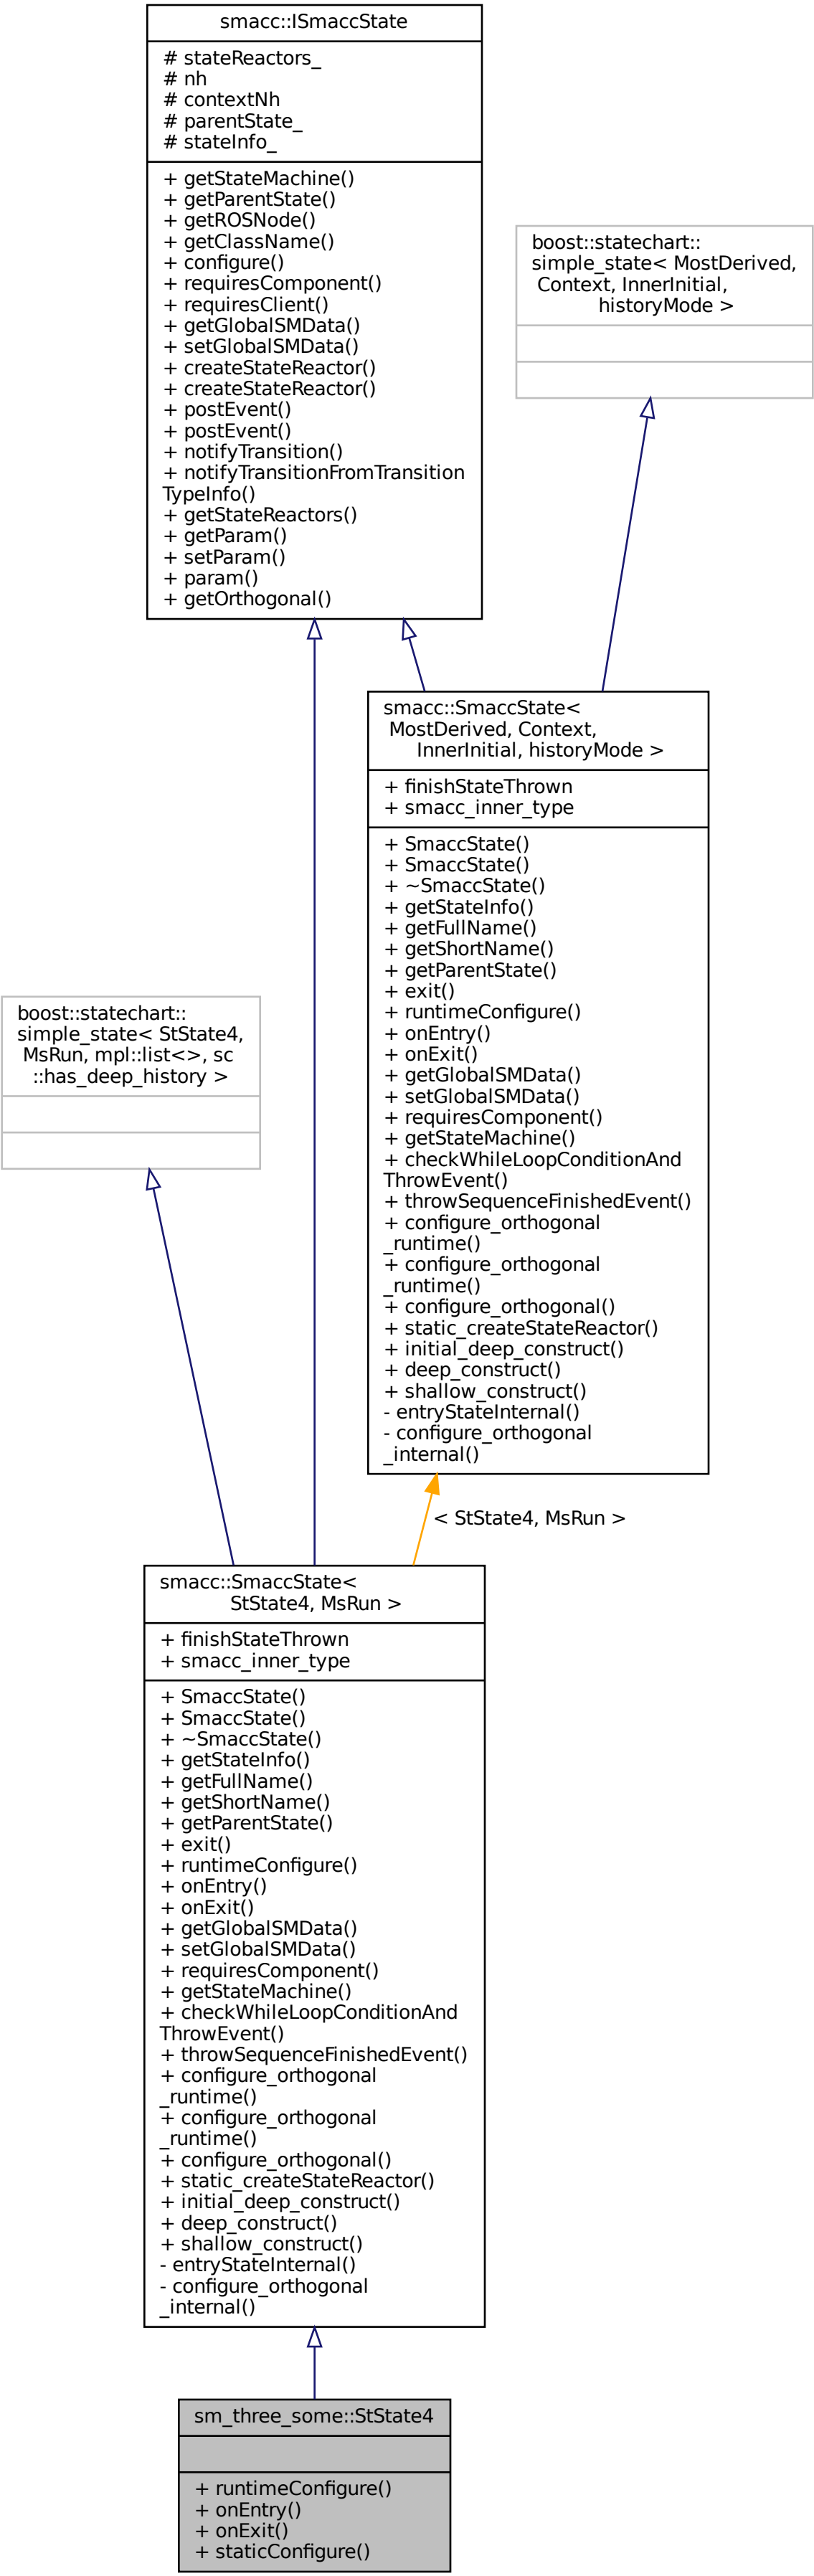 smacc::ISmaccState
# stateReactors_
# nh
# contextNh
# parentState_
# stateInfo_
+ getStateMachine()
+ getParentState()
+ getROSNode()
+ getClassName()
+ configure()
+ requiresComponent()
+ requiresClient()
+ getGlobalSMData()
+ setGlobalSMData()
+ createStateReactor()
+ createStateReactor()
+ postEvent()
+ postEvent()
+ notifyTransition()
+ notifyTransitionFromTransition
TypeInfo()
+ getStateReactors()
+ getParam()
+ setParam()
+ param()
+ getOrthogonal()
boost::statechart::
simple_state< MostDerived,
Context, InnerInitial,
historyMode >
smacc::SmaccState<
MostDerived, Context,
InnerInitial, historyMode >
+ finishStateThrown
+ smacc_inner_type
+ SmaccState()
+ SmaccState()
+ ~SmaccState()
+ getStateInfo()
+ getFullName()
+ getShortName()
+ getParentState()
+ exit()
+ runtimeConfigure()
+ onEntry()
+ onExit()
+ getGlobalSMData()
+ setGlobalSMData()
+ requiresComponent()
+ getStateMachine()
+ checkWhileLoopConditionAnd
ThrowEvent()
+ throwSequenceFinishedEvent()
+ configure_orthogonal
_runtime()
+ configure_orthogonal
_runtime()
+ configure_orthogonal()
+ static_createStateReactor()
+ initial_deep_construct()
+ deep_construct()
+ shallow_construct()
- entryStateInternal()
- configure_orthogonal
_internal()
boost::statechart::
simple_state< StState4,
MsRun, mpl::list<>, sc
::has_deep_history >
< StState4, MsRun >
smacc::SmaccState<
StState4, MsRun >
+ finishStateThrown
+ smacc_inner_type
+ SmaccState()
+ SmaccState()
+ ~SmaccState()
+ getStateInfo()
+ getFullName()
+ getShortName()
+ getParentState()
+ exit()
+ runtimeConfigure()
+ onEntry()
+ onExit()
+ getGlobalSMData()
+ setGlobalSMData()
+ requiresComponent()
+ getStateMachine()
+ checkWhileLoopConditionAnd
ThrowEvent()
+ throwSequenceFinishedEvent()
+ configure_orthogonal
_runtime()
+ configure_orthogonal
_runtime()
+ configure_orthogonal()
+ static_createStateReactor()
+ initial_deep_construct()
+ deep_construct()
+ shallow_construct()
- entryStateInternal()
- configure_orthogonal
_internal()
sm_three_some::StState4
+ runtimeConfigure()
+ onEntry()
+ onExit()
+ staticConfigure()